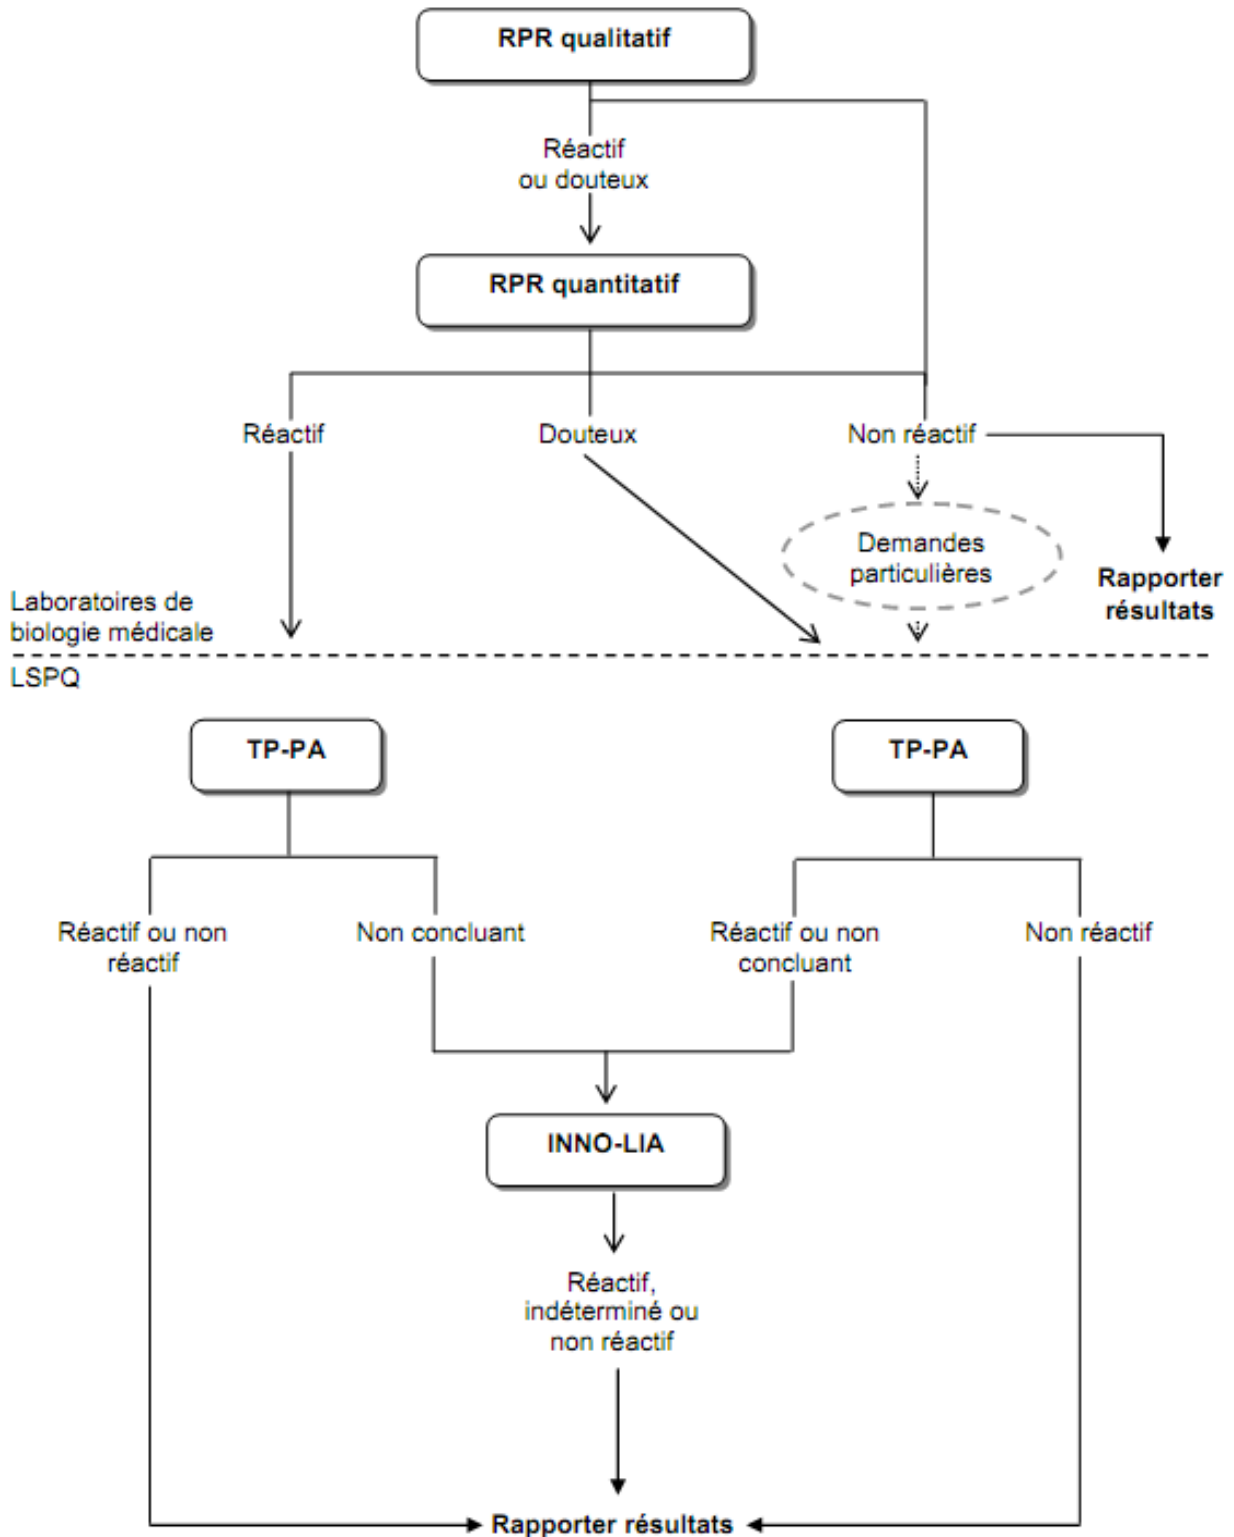 RPR qualitatif
Réactif
ou douteux
RPR quantitatif
Réactif
Douteux
Non réactif
Demandes
particulières
Rapporter
résultats
Laboratoires de
biologie médicale
LSPQ
TP-PA
TP-PA
Réactif ou non
réactif
Non concluant
Réactif ou non
concluant
Non réactif
INNO-LIA
Réactif,
indéterminé ou
non réactif
Rapporter résultats